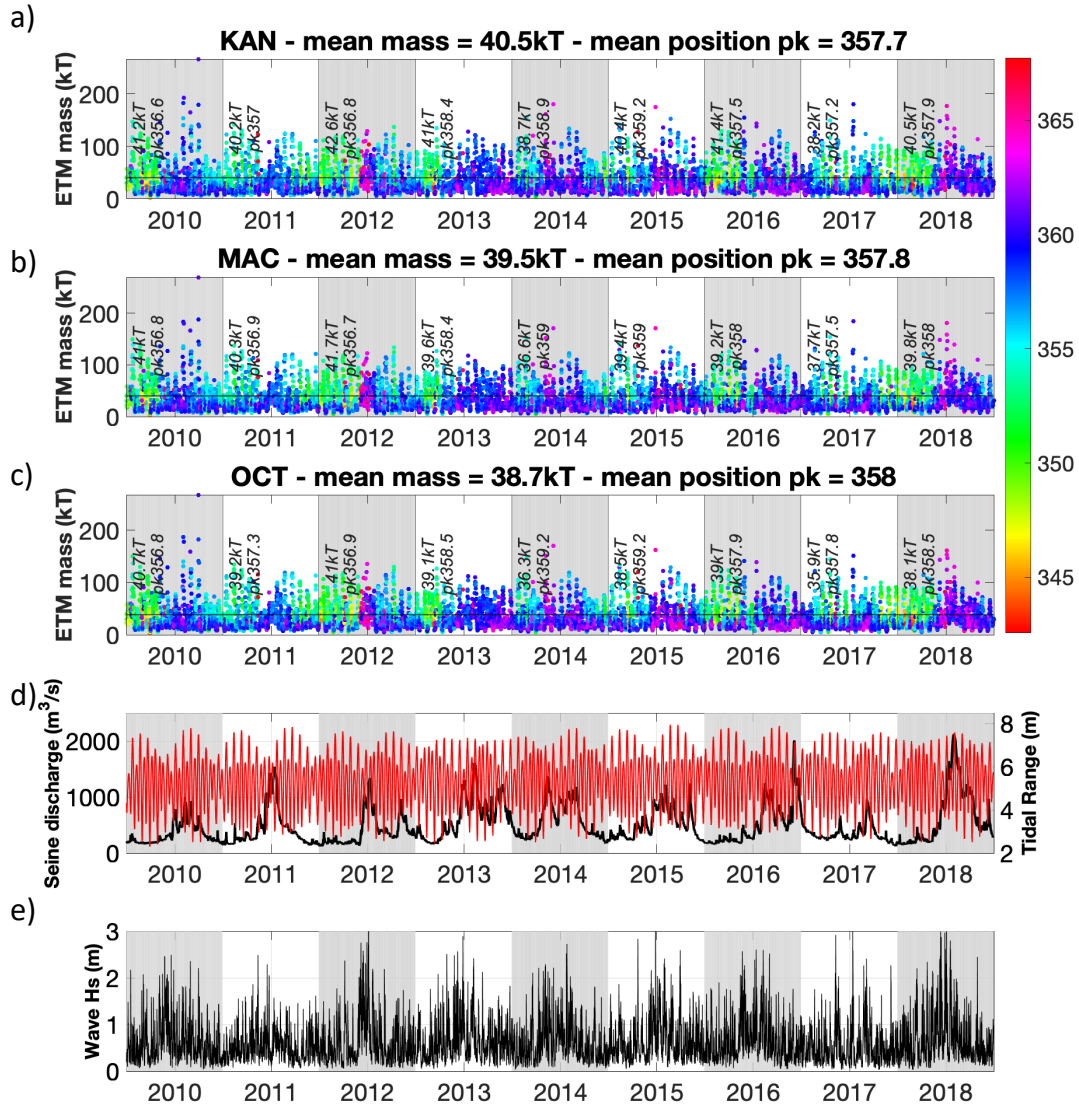 a)
KAN - mean mass = 40.5kT - mean position pk = 357.7
ETM mass (kT)
200
100
0
41.2kT
pk356.6
40.2kT
pk357
42.6kT
pk356.8
41kT
pk358.4
38.7kT
pk358.9
40.4kT
pk359.2
41.4kT
pk357.5
38.2kT
pk357.2
40.5kT
pk357.9
2010 2011 2012 2013 2014 2015 2016 2017 2018
365
360
355
350
345
b)
MAC - mean mass = 39.5kT - mean position pk = 357.8
ETM mass (kT)
200
100
0
41kT
pk356.8
40.3kT
pk356.9
41.7kT
pk356.7
39.6kT
pk358.4
36.6kT
pk359
39.4kT
pk359
39.2kT
pk358
37.7kT
pk357.5
39.8kT
pk358
2010 2011 2012 2013 2014 2015 2016 2017 2018
c)
OCT - mean mass = 38.7kT - mean position pk = 358
ETM mass (kT)
200
100
0
40.7kT
pk356.8
39.2kT
pk357.3
41kT
pk356.9
39.1kT
pk358.5
36.3kT
pk359.2
38.5kT
pk359.2
39kT
pk357.9
35.9kT
pk357.8
38.1kT
pk358.5
2010 2011 2012 2013 2014 2015 2016 2017 2018
d)
Seine discharge (m³/s)
2000
1000
0
8
6
4
2
Tidal Range (m)
2010 2011 2012 2013 2014 2015 2016 2017 2018
e)
Wave Hs (m)
3
2
1
0
2010 2011 2012 2013 2014 2015 2016 2017 2018